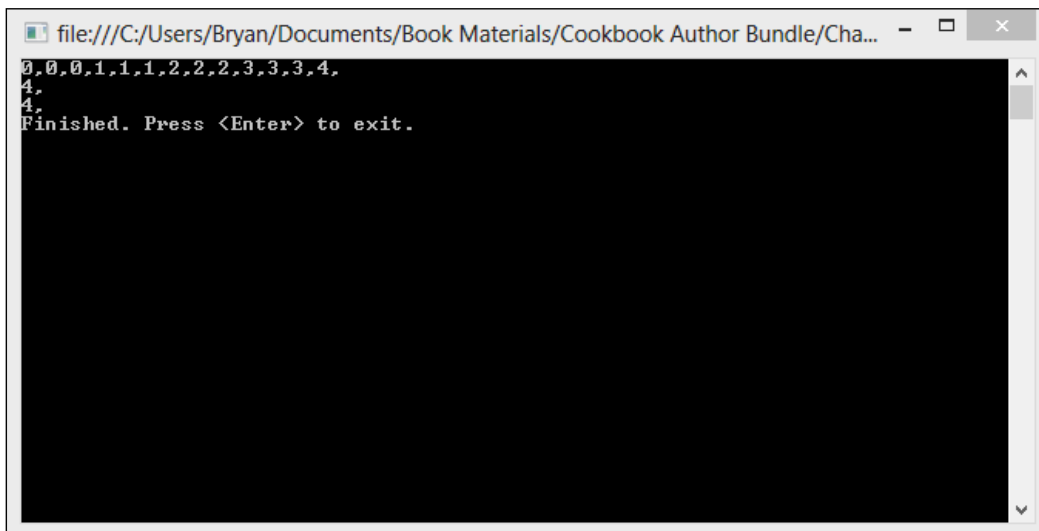 file:///C:/Users/Bryan/Documents/Book Materials/Cookbook Author Bundle/Cha...
0,0,0,1,1,1,2,2,2,3,3,3,4,
4,
4,
Finished. Press <Enter> to exit.